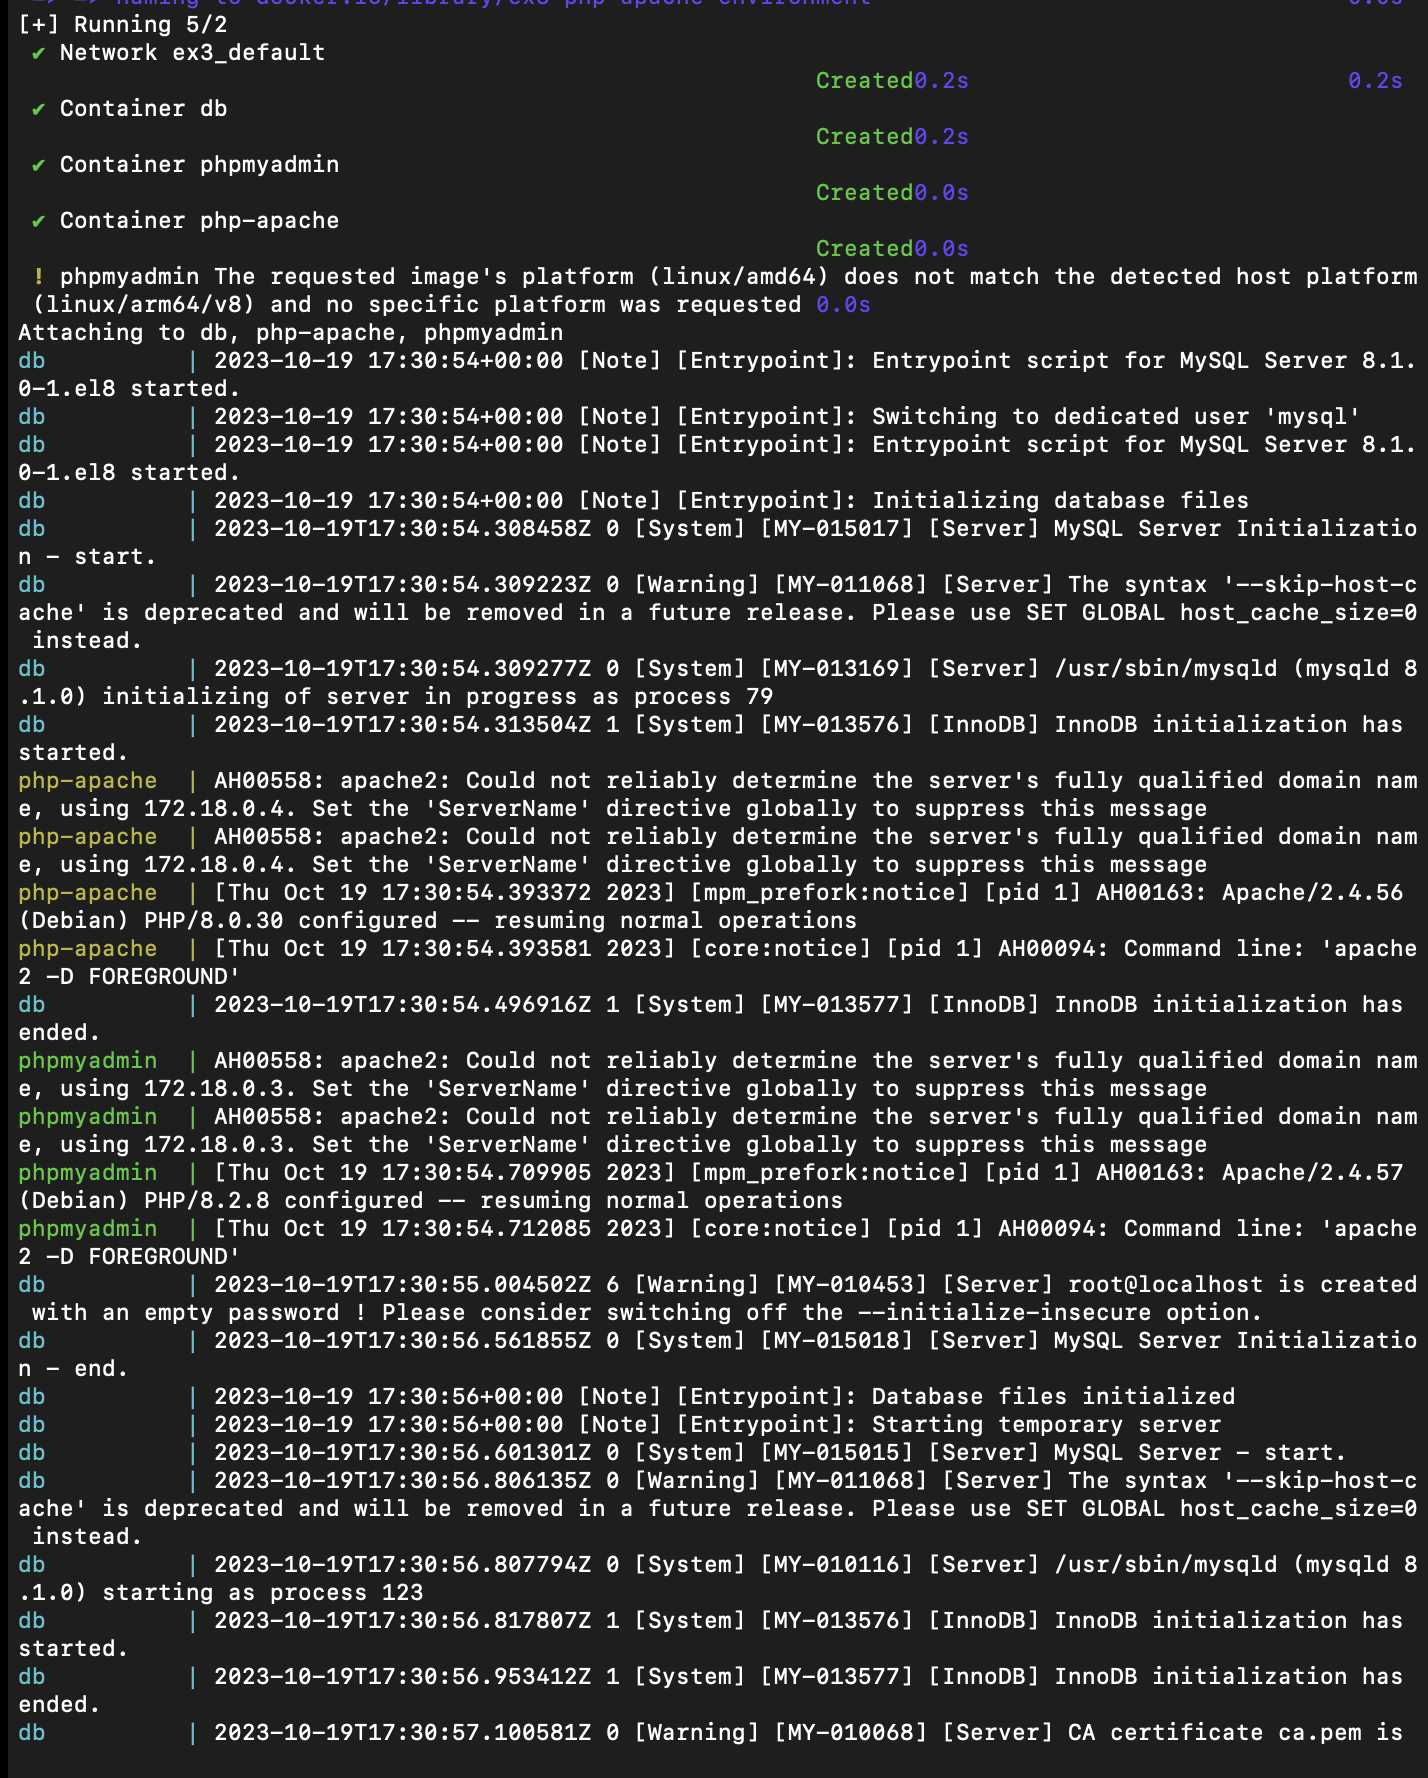 => => naming to docker.io/library/ex3-php-apache-environment 0.0s
[+] Running 5/2
✔ Network ex3_default
Created0.2s 0.2s
✔ Container db
Created0.2s
✔ Container phpmyadmin
Created0.0s
✔ Container php-apache
Created0.0s
! phpmyadmin The requested image's platform (linux/amd64) does not match the detected host platform
(linux/arm64/v8) and no specific platform was requested 0.0s
Attaching to db, php-apache, phpmyadmin
db | 2023-10-19 17:30:54+00:00 [Note] [Entrypoint]: Entrypoint script for MySQL Server 8.1.
0-1.el8 started.
db | 2023-10-19 17:30:54+00:00 [Note] [Entrypoint]: Switching to dedicated user 'mysql'
db | 2023-10-19 17:30:54+00:00 [Note] [Entrypoint]: Entrypoint script for MySQL Server 8.1.
0-1.el8 started.
db | 2023-10-19 17:30:54+00:00 [Note] [Entrypoint]: Initializing database files
db | 2023-10-19T17:30:54.308458Z 0 [System] [MY-015017] [Server] MySQL Server Initializatio
n - start.
db | 2023-10-19T17:30:54.309223Z 0 [Warning] [MY-011068] [Server] The syntax '--skip-host-c
ache' is deprecated and will be removed in a future release. Please use SET GLOBAL host_cache_size=0
instead.
db | 2023-10-19T17:30:54.309277Z 0 [System] [MY-013169] [Server] /usr/sbin/mysqld (mysqld 8
.1.0) initializing of server in progress as process 79
db | 2023-10-19T17:30:54.313504Z 1 [System] [MY-013576] [InnoDB] InnoDB initialization has
started.
php-apache | AH00558: apache2: Could not reliably determine the server's fully qualified domain nam
e, using 172.18.0.4. Set the 'ServerName' directive globally to suppress this message
php-apache | AH00558: apache2: Could not reliably determine the server's fully qualified domain nam
e, using 172.18.0.4. Set the 'ServerName' directive globally to suppress this message
php-apache | [Thu Oct 19 17:30:54.393372 2023] [mpm_prefork:notice] [pid 1] AH00163: Apache/2.4.56
(Debian) PHP/8.0.30 configured -- resuming normal operations
php-apache | [Thu Oct 19 17:30:54.393581 2023] [core:notice] [pid 1] AH00094: Command line: 'apache
2 -D FOREGROUND'
db | 2023-10-19T17:30:54.496916Z 1 [System] [MY-013577] [InnoDB] InnoDB initialization has
ended.
phpmyadmin | AH00558: apache2: Could not reliably determine the server's fully qualified domain nam
e, using 172.18.0.3. Set the 'ServerName' directive globally to suppress this message
phpmyadmin | AH00558: apache2: Could not reliably determine the server's fully qualified domain nam
e, using 172.18.0.3. Set the 'ServerName' directive globally to suppress this message
phpmyadmin | [Thu Oct 19 17:30:54.709905 2023] [mpm_prefork:notice] [pid 1] AH00163: Apache/2.4.57
(Debian) PHP/8.2.8 configured -- resuming normal operations
phpmyadmin | [Thu Oct 19 17:30:54.712085 2023] [core:notice] [pid 1] AH00094: Command line: 'apache
2 -D FOREGROUND'
db | 2023-10-19T17:30:55.004502Z 6 [Warning] [MY-010453] [Server] root@localhost is created
with an empty password ! Please consider switching off the --initialize-insecure option.
db | 2023-10-19T17:30:56.561855Z 0 [System] [MY-015018] [Server] MySQL Server Initializatio
n - end.
db | 2023-10-19 17:30:56+00:00 [Note] [Entrypoint]: Database files initialized
db | 2023-10-19 17:30:56+00:00 [Note] [Entrypoint]: Starting temporary server
db | 2023-10-19T17:30:56.601301Z 0 [System] [MY-015015] [Server] MySQL Server - start.
db | 2023-10-19T17:30:56.806135Z 0 [Warning] [MY-011068] [Server] The syntax '--skip-host-c
ache' is deprecated and will be removed in a future release. Please use SET GLOBAL host_cache_size=0
instead.
db | 2023-10-19T17:30:56.807794Z 0 [System] [MY-010116] [Server] /usr/sbin/mysqld (mysqld 8
.1.0) starting as process 123
db | 2023-10-19T17:30:56.817807Z 1 [System] [MY-013576] [InnoDB] InnoDB initialization has
started.
db | 2023-10-19T17:30:56.953412Z 1 [System] [MY-013577] [InnoDB] InnoDB initialization has
ended.
db | 2023-10-19T17:30:57.100581Z 0 [Warning] [MY-010068] [Server] CA certificate ca.pem is